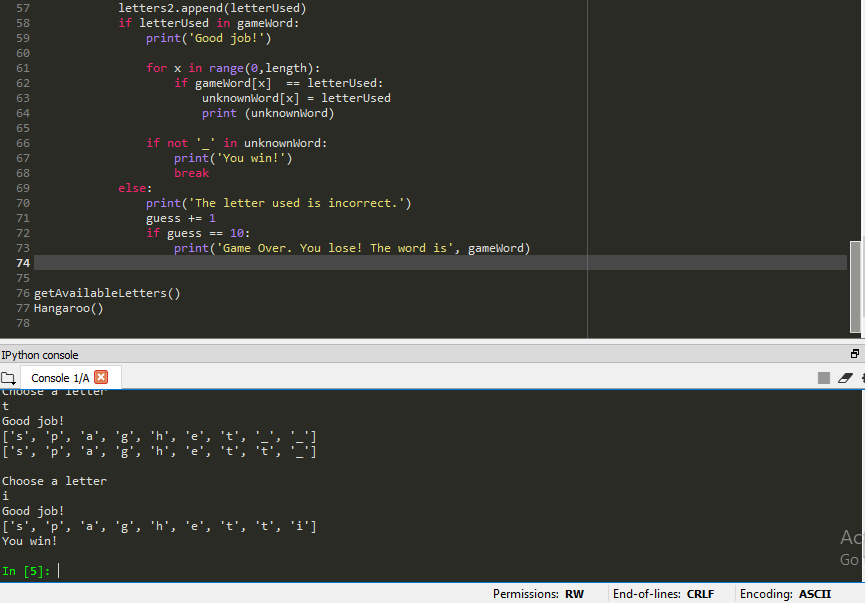 57 letters2.append(letterUsed)
58 if letterUsed in gameWord:
59 print('Good job!')
60
61 for x in range(0,length):
62 if gameWord[x]  == letterUsed:
63 unknownWord[x] = letterUsed
64 print (unknownWord)
65
66 if not '_' in unknownWord:
67 print('You win!')
68 break
69 else:
70 print('The letter used is incorrect.')
71 guess += 1
72 if guess == 10:
73 print('Game Over. You lose! The word is', gameWord)
74
75
76 getAvailableLetters()
77 Hangaroo()
78
IPython console
Console 1/A
Choose a letter
t
Good job!
['s', 'p', 'a', 'g', 'h', 'e', 't', '_', '_']
['s', 'p', 'a', 'g', 'h', 'e', 't', 't', '_']
Choose a letter
i
Good job!
['s', 'p', 'a', 'g', 'h', 'e', 't', 't', 'i']
You win!
Ac
Go
In [5]:
Permissions: RW End-of-lines: CRLF Encoding: ASCII